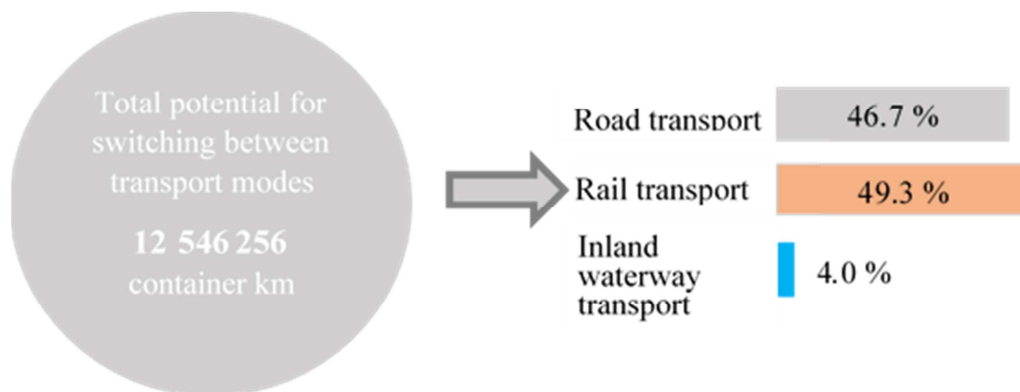 Total potential for
switching between
transport modes
12 546 256
container km
Road transport
46.7 %
Rail transport
49.3 %
Inland
waterway
transport
4.0 %